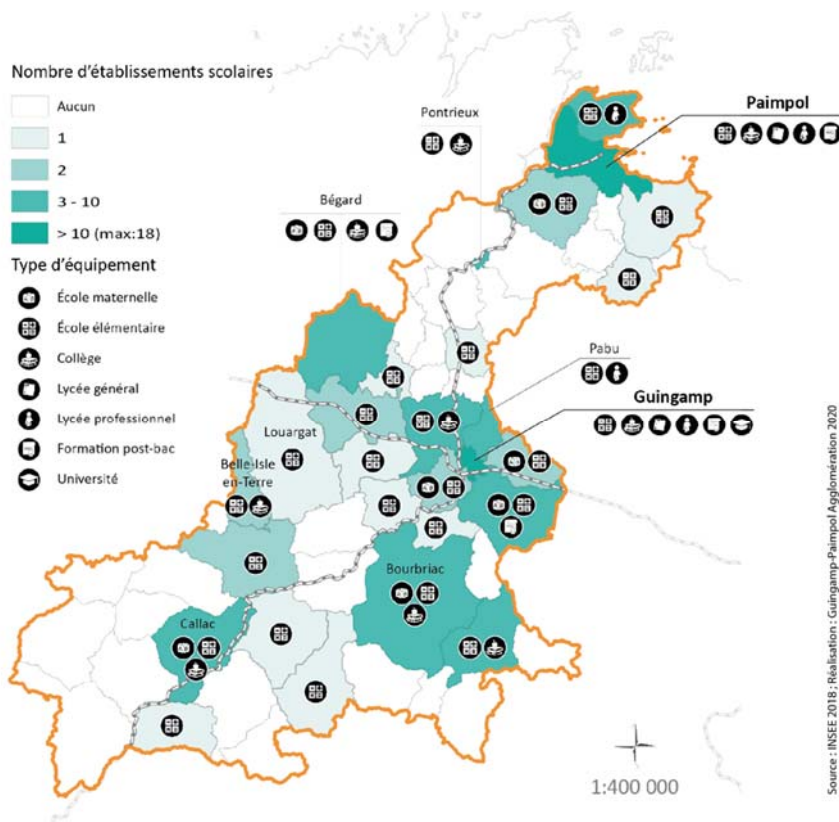 Nombre d'établissements scolaires
Aucun
1
2
3 - 10
> 10 (max:18)
Type d'équipement
École maternelle
École élémentaire
Collège
Lycée général
Lycée professionnel
Formation post-bac
Université
Pontrieux
Paimpol
Bégard
Pabu
Guingamp
Louargat
Belle-Isle
en-Terre
Bourbriac
Callac
1:400 000
Source : INSEE 2018 ; Réalisation : Guingamp-Paimpol Agglomération 2020